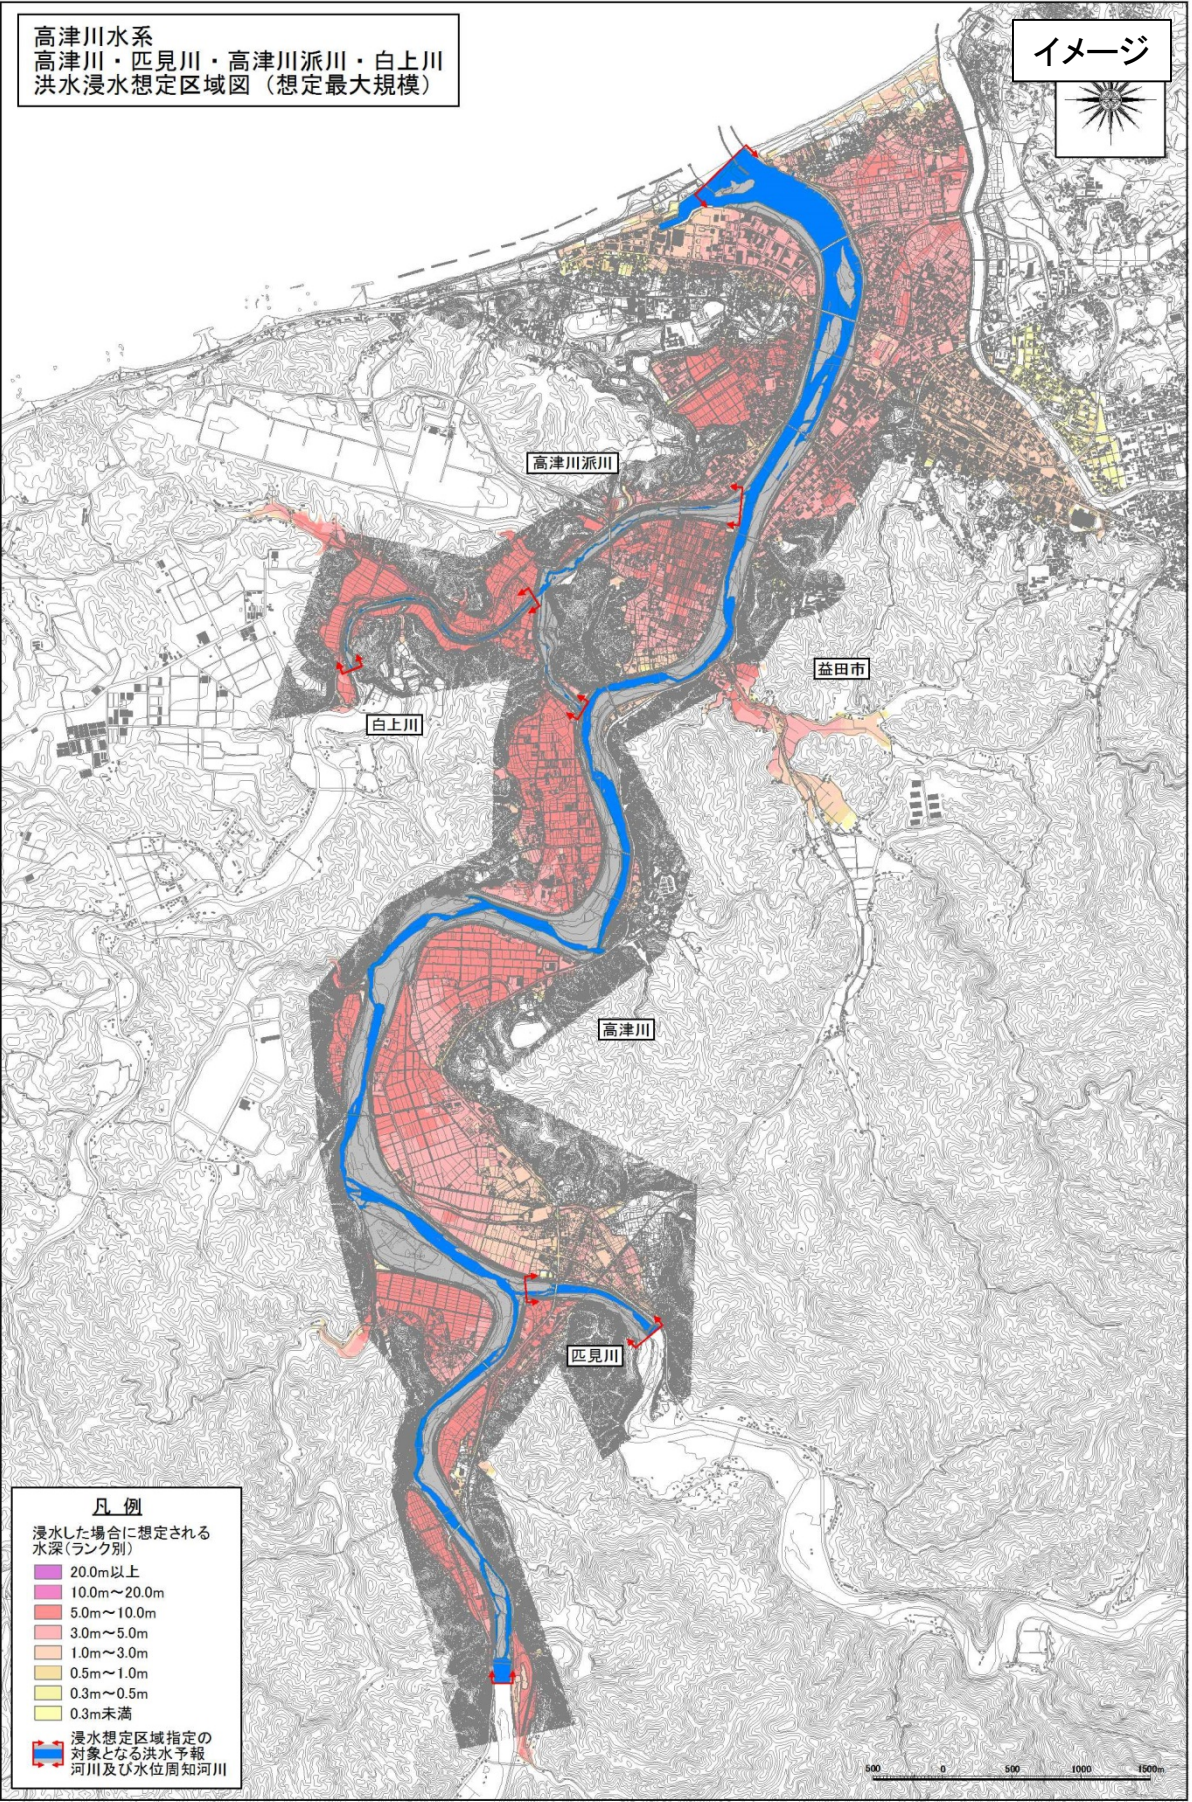 高津川水系
高津川・匹見川・高津川派川・白上川
洪水浸水想定区域図（想定最大規模）
イメージ
高津川派川
益田市
白上川
高津川
匹見川
凡 例
浸水した場合に想定される
水深(ランク別)
20.0m以上
10.0m～20.0m
5.0m～10.0m
3.0m～5.0m
1.0m～3.0m
0.5m～1.0m
0.3m～0.5m
0.3m未満
浸水想定区域指定の
対象となる洪水予報
河川及び水位周知河川
500 0 500 1000 1500m